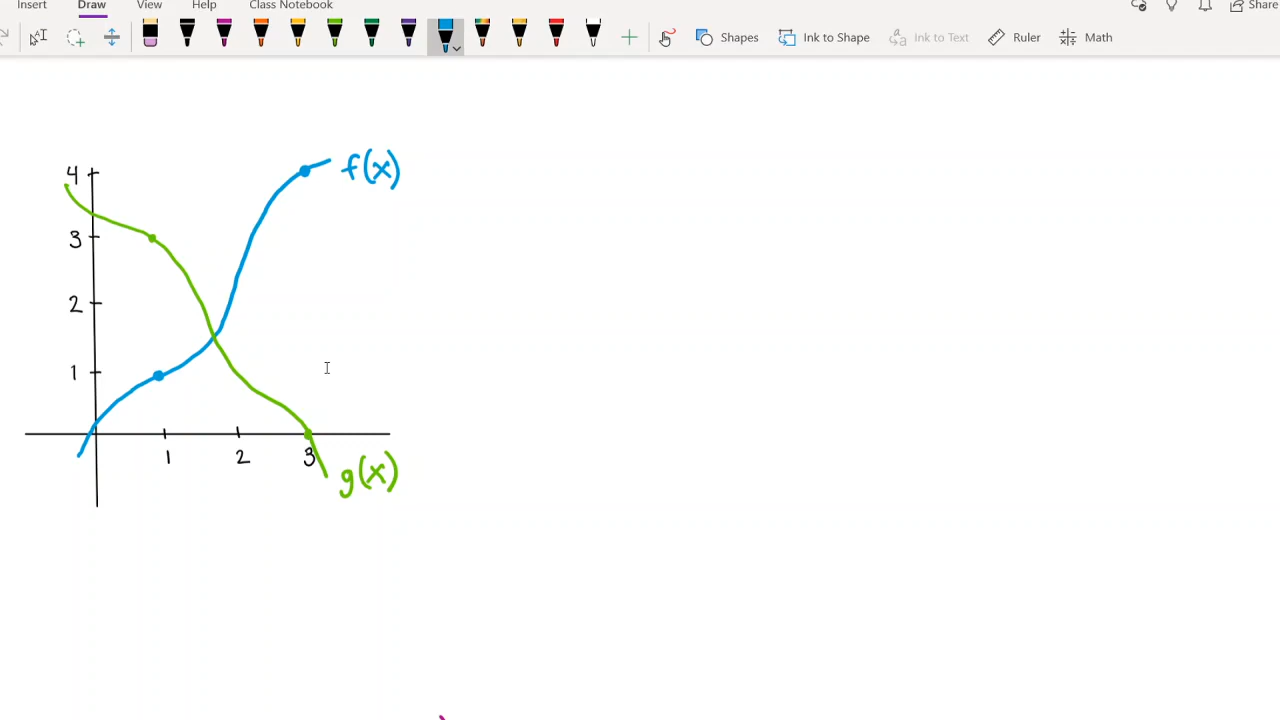 Insert Draw View Help Class Notebook Share
Shapes Ink to Shape Ink to Text Ruler Math
4 f(x)
3
2
1
1 2 3
g(x)